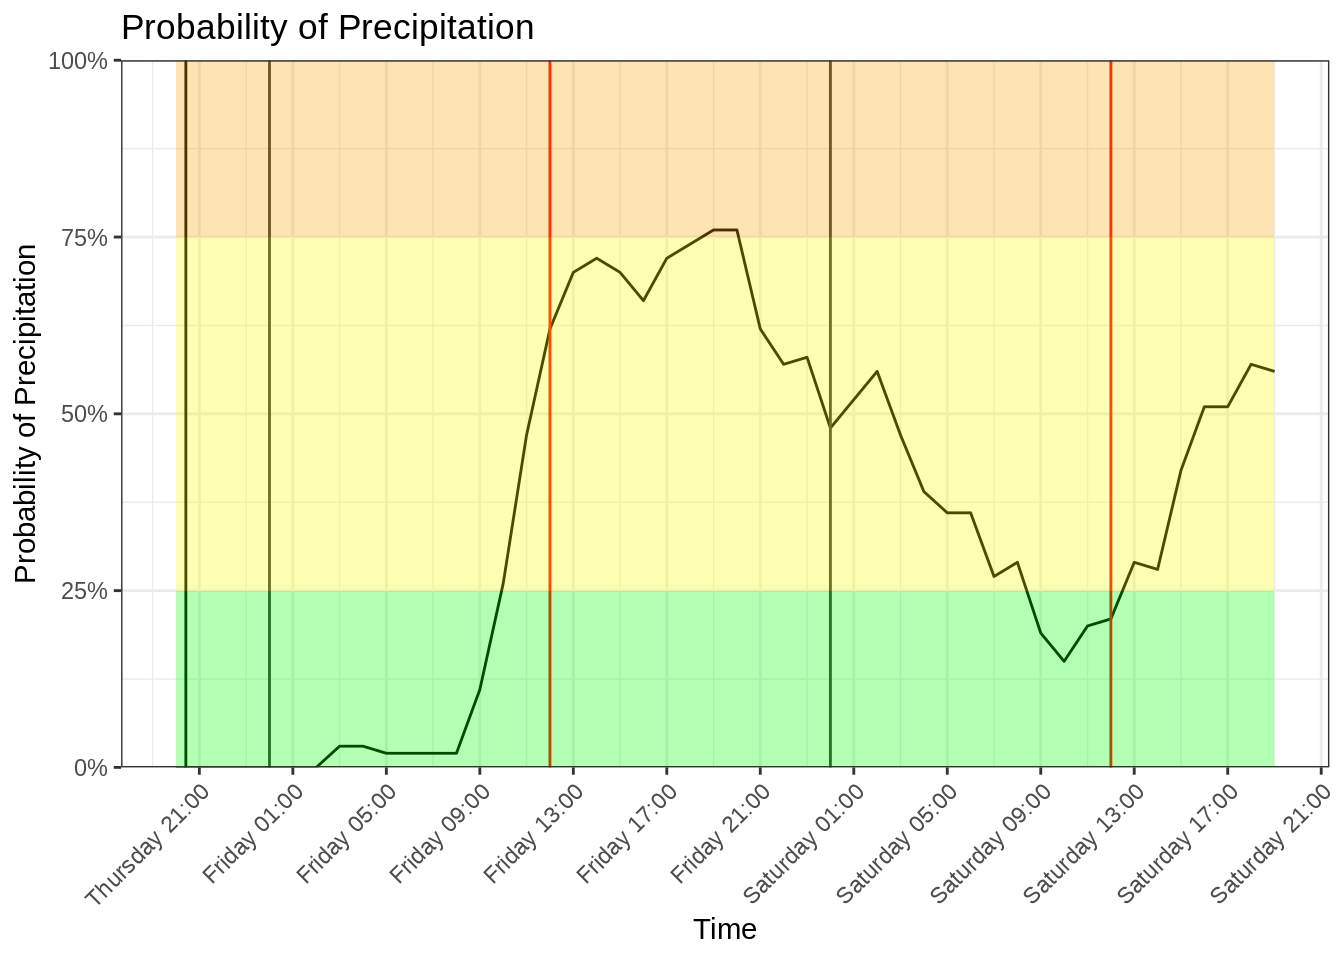 Probability of Precipitation
100%
75%
50%
25%
0%
Probability of Precipitation
Thursday 21:00
Friday 01:00
Friday 05:00
Friday 09:00
Friday 13:00
Friday 17:00
Friday 21:00
Saturday 01:00
Saturday 05:00
Saturday 09:00
Saturday 13:00
Saturday 17:00
Saturday 21:00
Time